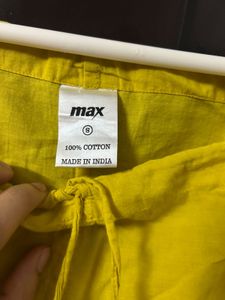 max
S
100% COTTON
MADE IN INDIA